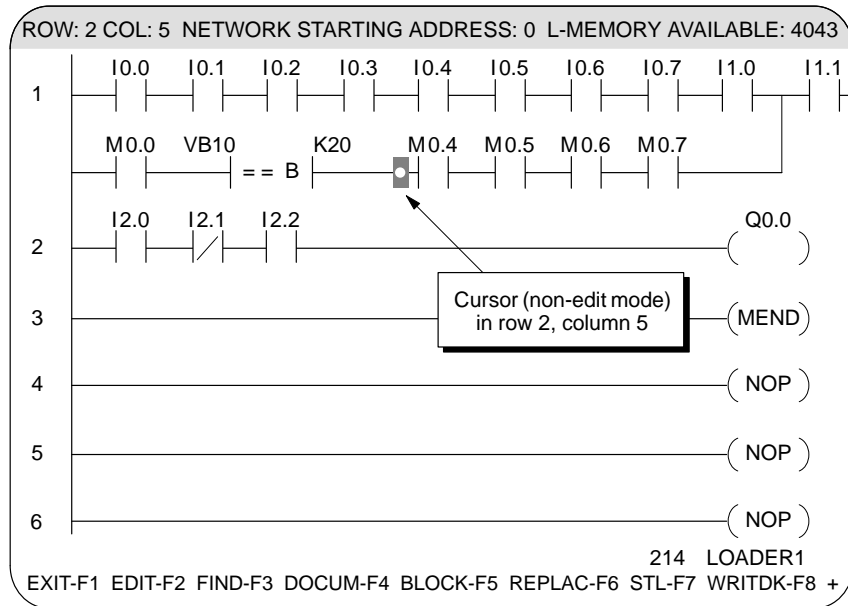 ROW: 2 COL: 5 NETWORK STARTING ADDRESS: 0 L-MEMORY AVAILABLE: 4043
I0.0 I0.1 I0.2 I0.3 I0.4 I0.5 I0.6 I0.7 I1.0 I1.1
1
M0.0 VB10 K20 M0.4 M0.5 M0.6 M0.7
== B
I2.0 I2.1 I2.2 Q0.0
2
Cursor (non-edit mode)
in row 2, column 5
3 MEND
4 NOP
5 NOP
6 NOP
214 LOADER1
EXIT-F1 EDIT-F2 FIND-F3 DOCUM-F4 BLOCK-F5 REPLAC-F6 STL-F7 WRITDK-F8 +